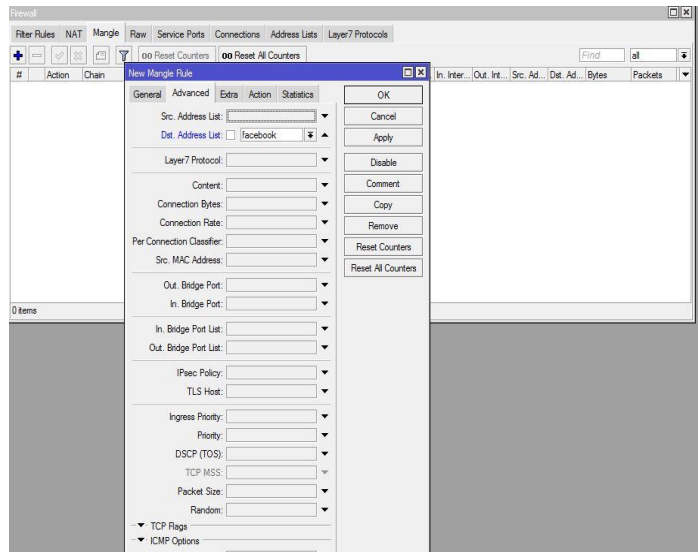 Firewall
Filter Rules NAT Mangle Raw Service Ports Connections Address Lists Layer7 Protocols
00 Reset Counters 00 Reset All Counters Find all
# Action Chain In. Inter... Out. Int... Src. Ad... Dst. Ad... Bytes Packets
New Mangle Rule
General Advanced Extra Action Statistics
Src. Address List:
Dst. Address List: facebook
Layer7 Protocol:
Content:
Connection Bytes:
Connection Rate:
Per Connection Classifier:
Src. MAC Address:
Out. Bridge Port:
In. Bridge Port:
In. Bridge Port List:
Out. Bridge Port List:
IPsec Policy:
TLS Host:
Ingress Priority:
Priority:
DSCP (TOS):
TCP MSS:
Packet Size:
Random:
TCP Flags
ICMP Options
OK
Cancel
Apply
Disable
Comment
Copy
Remove
Reset Counters
Reset All Counters
0 items